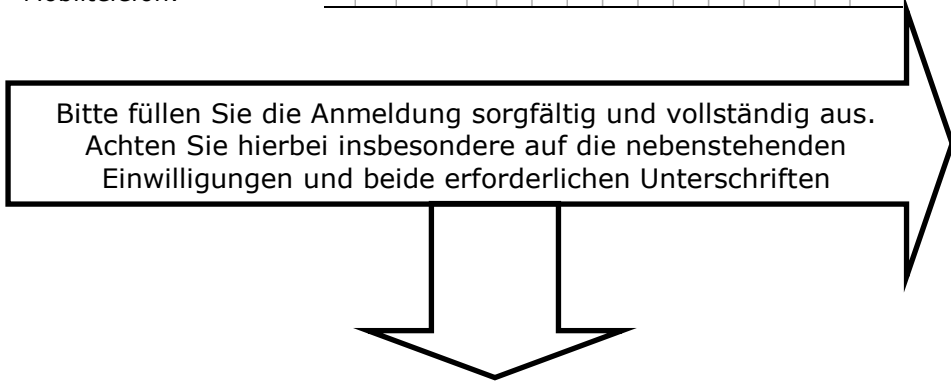 Mobiltelefon:
Bitte füllen Sie die Anmeldung sorgfältig und vollständig aus.
Achten Sie hierbei insbesondere auf die nebenstehenden
Einwilligungen und beide erforderlichen Unterschriften